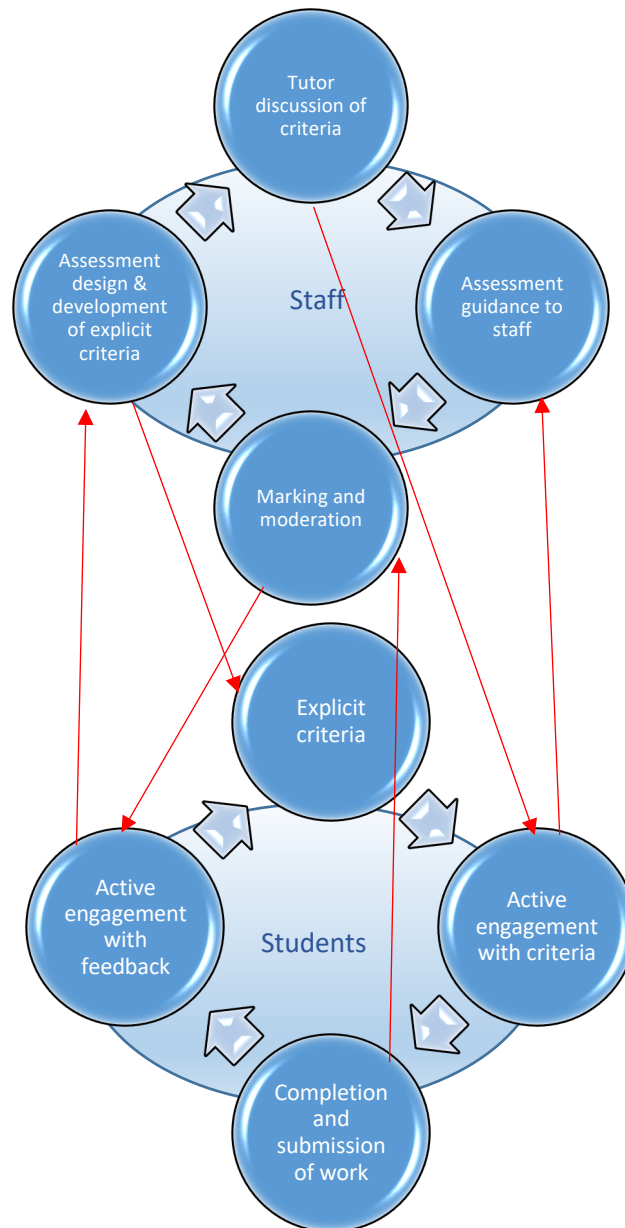 Tutor
discussion of
criteria
Assessment
design &
development
of explicit
criteria
Staff
Assessment
guidance to
staff
Marking and
moderation
Explicit
criteria
Active
engagement
with
feedback
Students
Active
engagement
with criteria
Completion
and
submission
of work